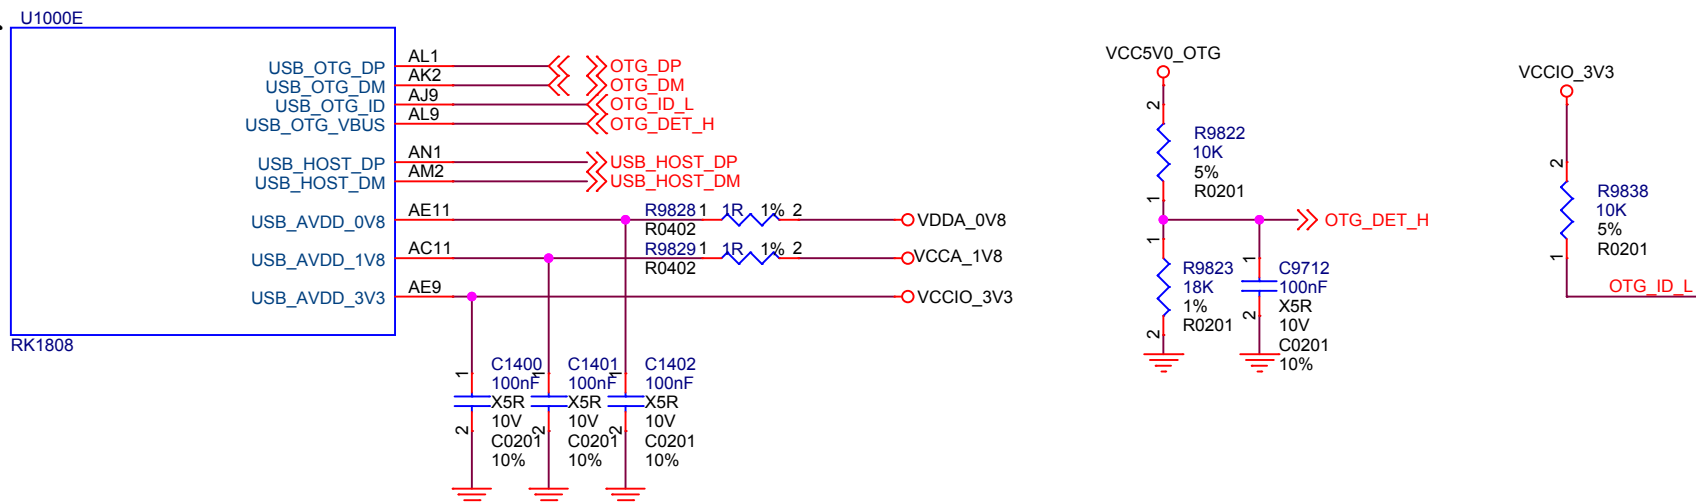 U1000E
USB_OTG_DP AL1 OTG_DP
USB_OTG_DM AK2 OTG_DM
USB_OTG_ID AJ9 OTG_ID_L
USB_OTG_VBUS AL9 OTG_DET_H
USB_HOST_DP AN1 USB_HOST_DP
USB_HOST_DM AM2 USB_HOST_DM
USB_AVDD_0V8 AE11 R9828 1 1R 1% 2 VDDA_0V8
R0402
USB_AVDD_1V8 AC11 R9829 1 1R 1% 2 VCCA_1V8
R0402
USB_AVDD_3V3 AE9 VCCIO_3V3
RK1808
1
C1400
100nF
X5R
10V
2
C0201
10%
1
C1401
100nF
X5R
10V
2
C0201
10%
1
C1402
100nF
X5R
10V
2
C0201
10%
VCC5V0_OTG
2
R9822
10K
5%
R0201
1
OTG_DET_H
1
R9823
18K
1%
R0201
2
1
C9712
100nF
X5R
10V
2
C0201
10%
VCCIO_3V3
2
R9838
10K
5%
R0201
1
OTG_ID_L